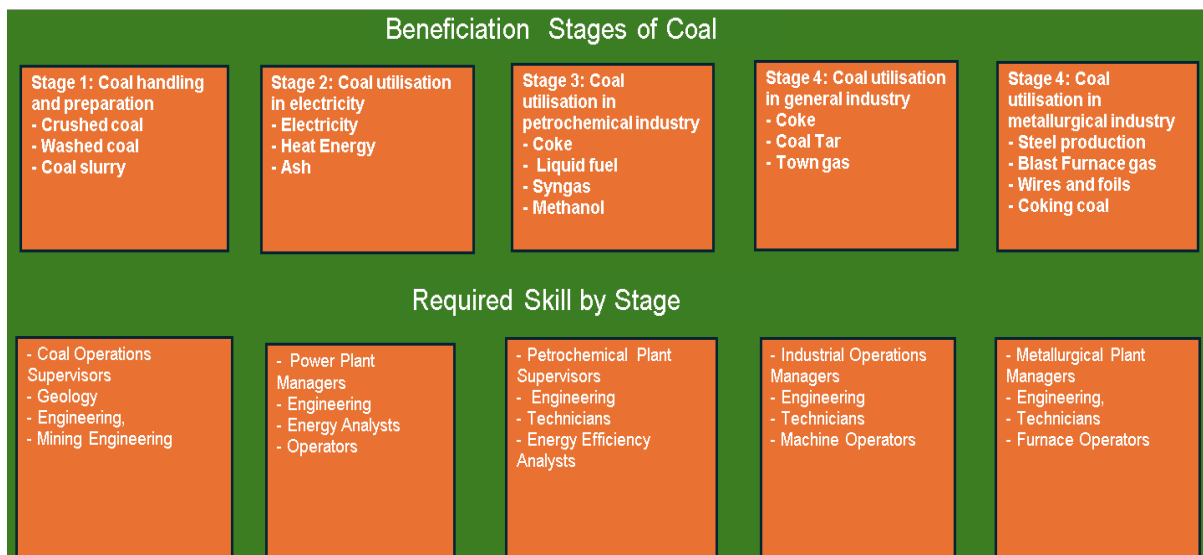 Beneficiation Stages of Coal
Stage 1: Coal handling
and preparation
- Crushed coal
- Washed coal
- Coal slurry
Stage 2: Coal utilisation
in electricity
- Electricity
- Heat Energy
- Ash
Stage 3: Coal
utilisation in
petrochemical industry
- Coke
- Liquid fuel
- Syngas
- Methanol
Stage 4: Coal utilisation
in general industry
- Coke
- Coal Tar
- Town gas
Stage 4: Coal
utilisation in
metallurgical industry
- Steel production
- Blast Furnace gas
- Wires and foils
- Coking coal
Required Skill by Stage
- Coal Operations
Supervisors
- Geology
- Engineering,
- Mining Engineering
- Power Plant
Managers
- Engineering
- Energy Analysts
- Operators
- Petrochemical Plant
Supervisors
- Engineering
- Technicians
- Energy Efficiency
Analysts
- Industrial Operations
Managers
- Engineering
- Technicians
- Machine Operators
- Metallurgical Plant
Managers
- Engineering,
- Technicians
- Furnace Operators